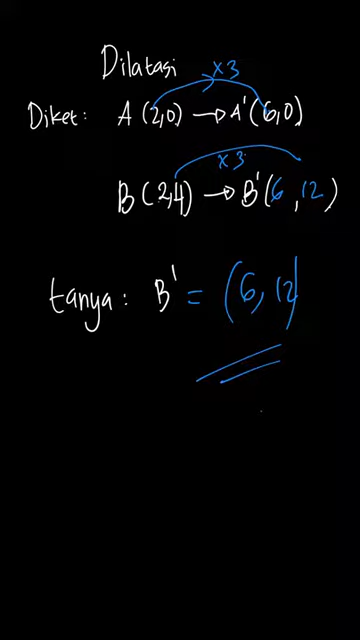 Dilatasi
×3
Diket: A (2,0) → A' (6,0)
×3
B (2,4) → B' (6, 12)
tanya: B' = (6, 12)